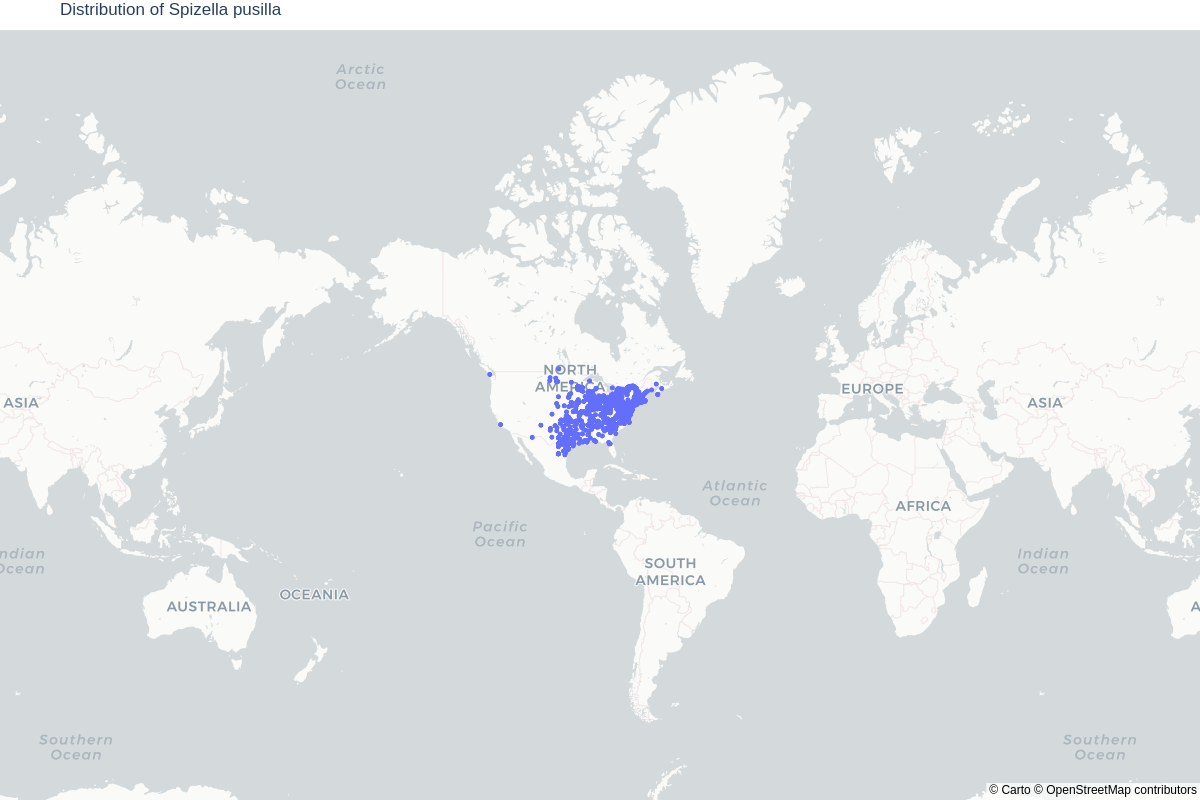 Distribution of Spizella pusilla
Arctic
Ocean
NORTH
AMERICA
EUROPE
ASIA
ASIA
Atlantic
Ocean
AFRICA
Pacific
Ocean
ndian
Ocean
Indian
Ocean
SOUTH
AMERICA
OCEANIA
AUSTRALIA
A
Southern
Ocean
Southern
Ocean
© Carto © OpenStreetMap contributors